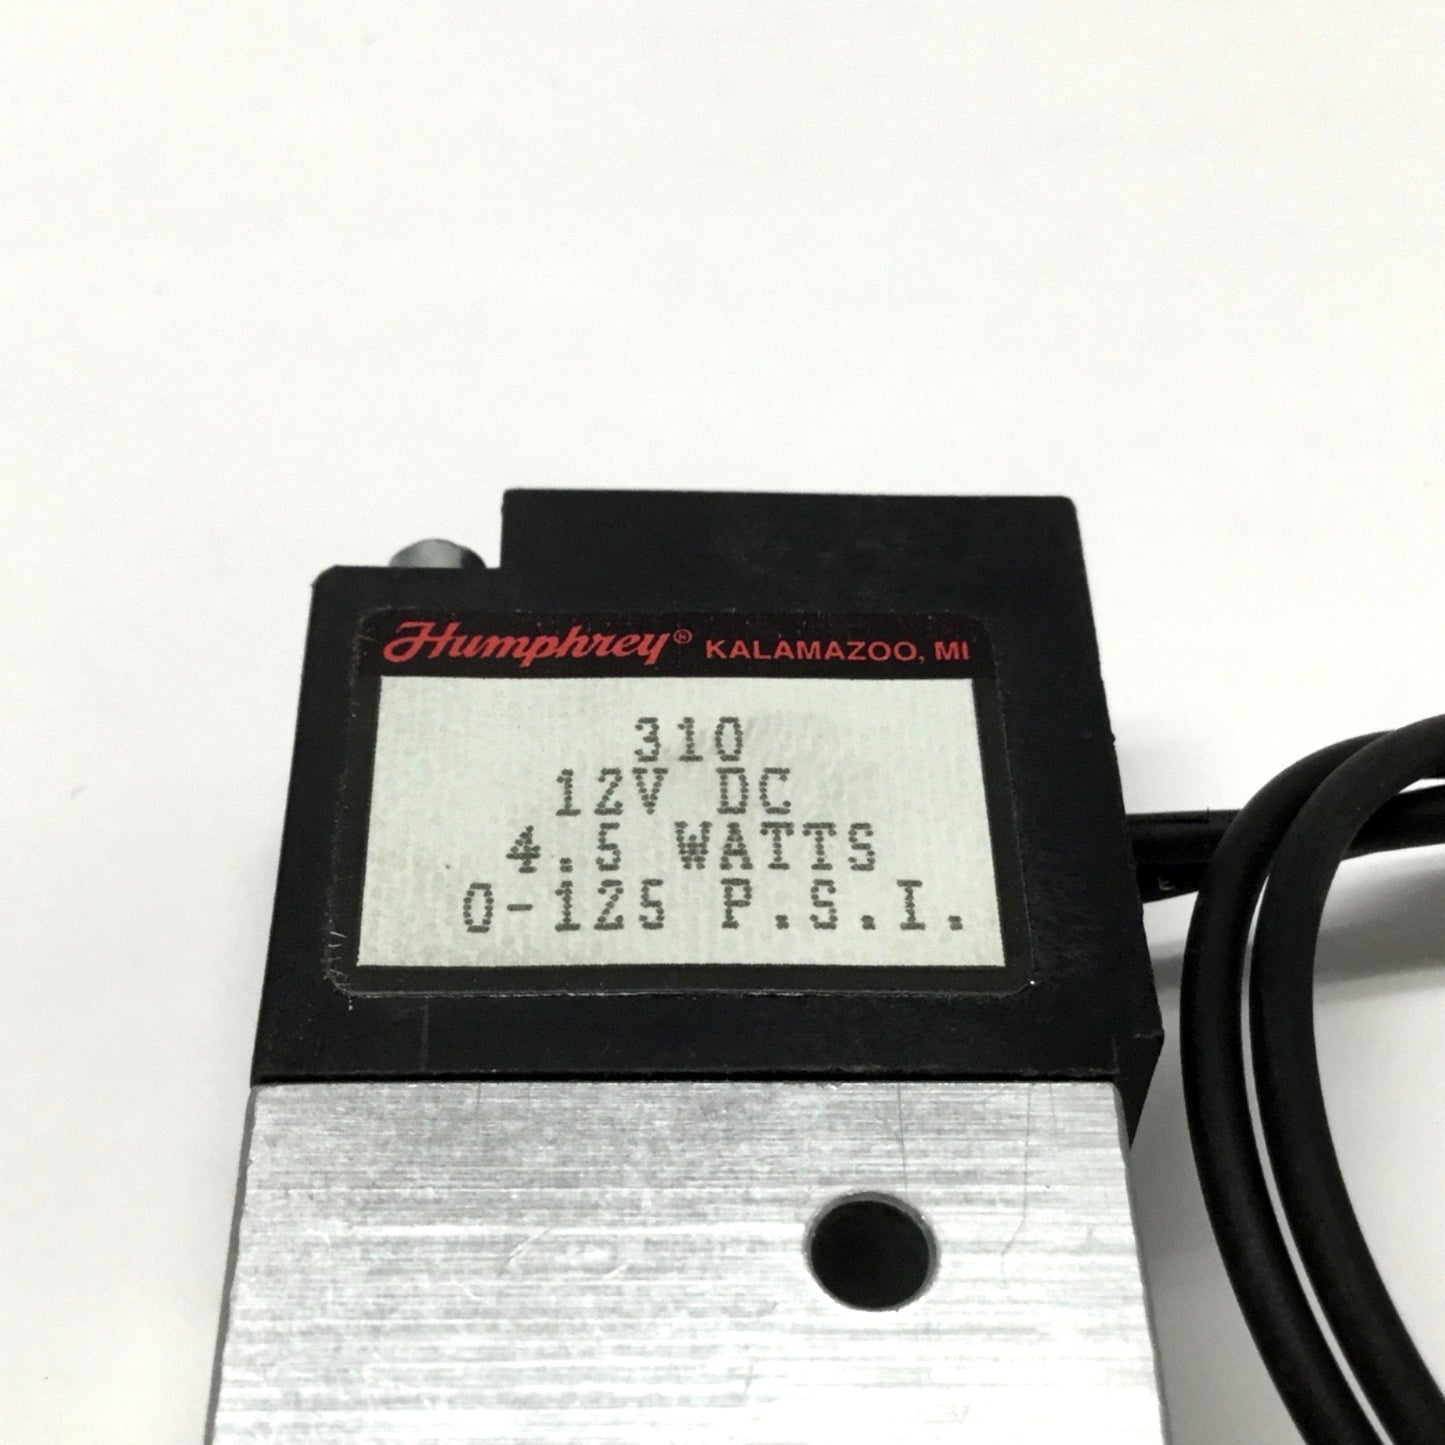 Humphrey® KALAMAZOO, MI
310
12V DC
4.5 WATTS
0-125 P.S.I.